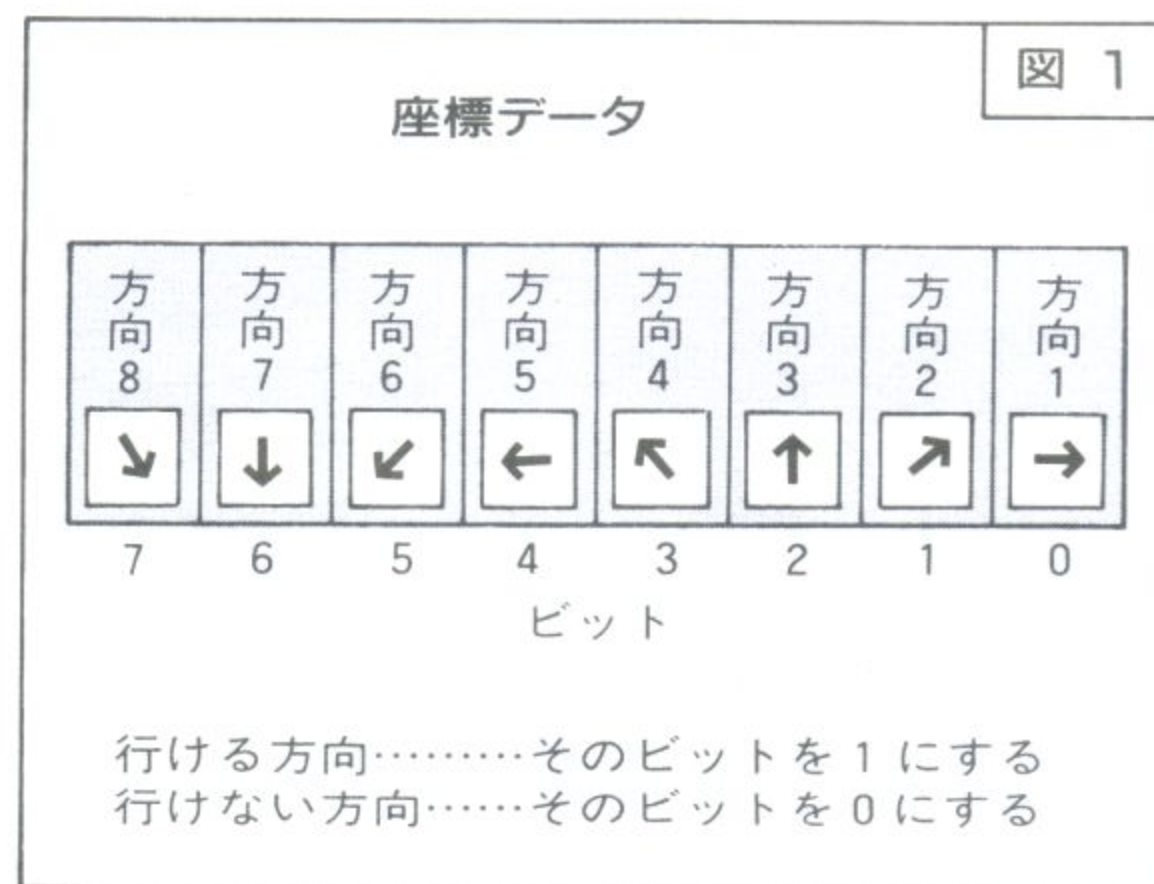 図 1
座標データ
方向8 方向7 方向6 方向5 方向4 方向3 方向2 方向1
↘ ↓ ↙ ← ↖ ↑ ↗ →
7 6 5 4 3 2 1 0
ビット
行ける方向………そのビットを1にする
行けない方向……そのビットを0にする